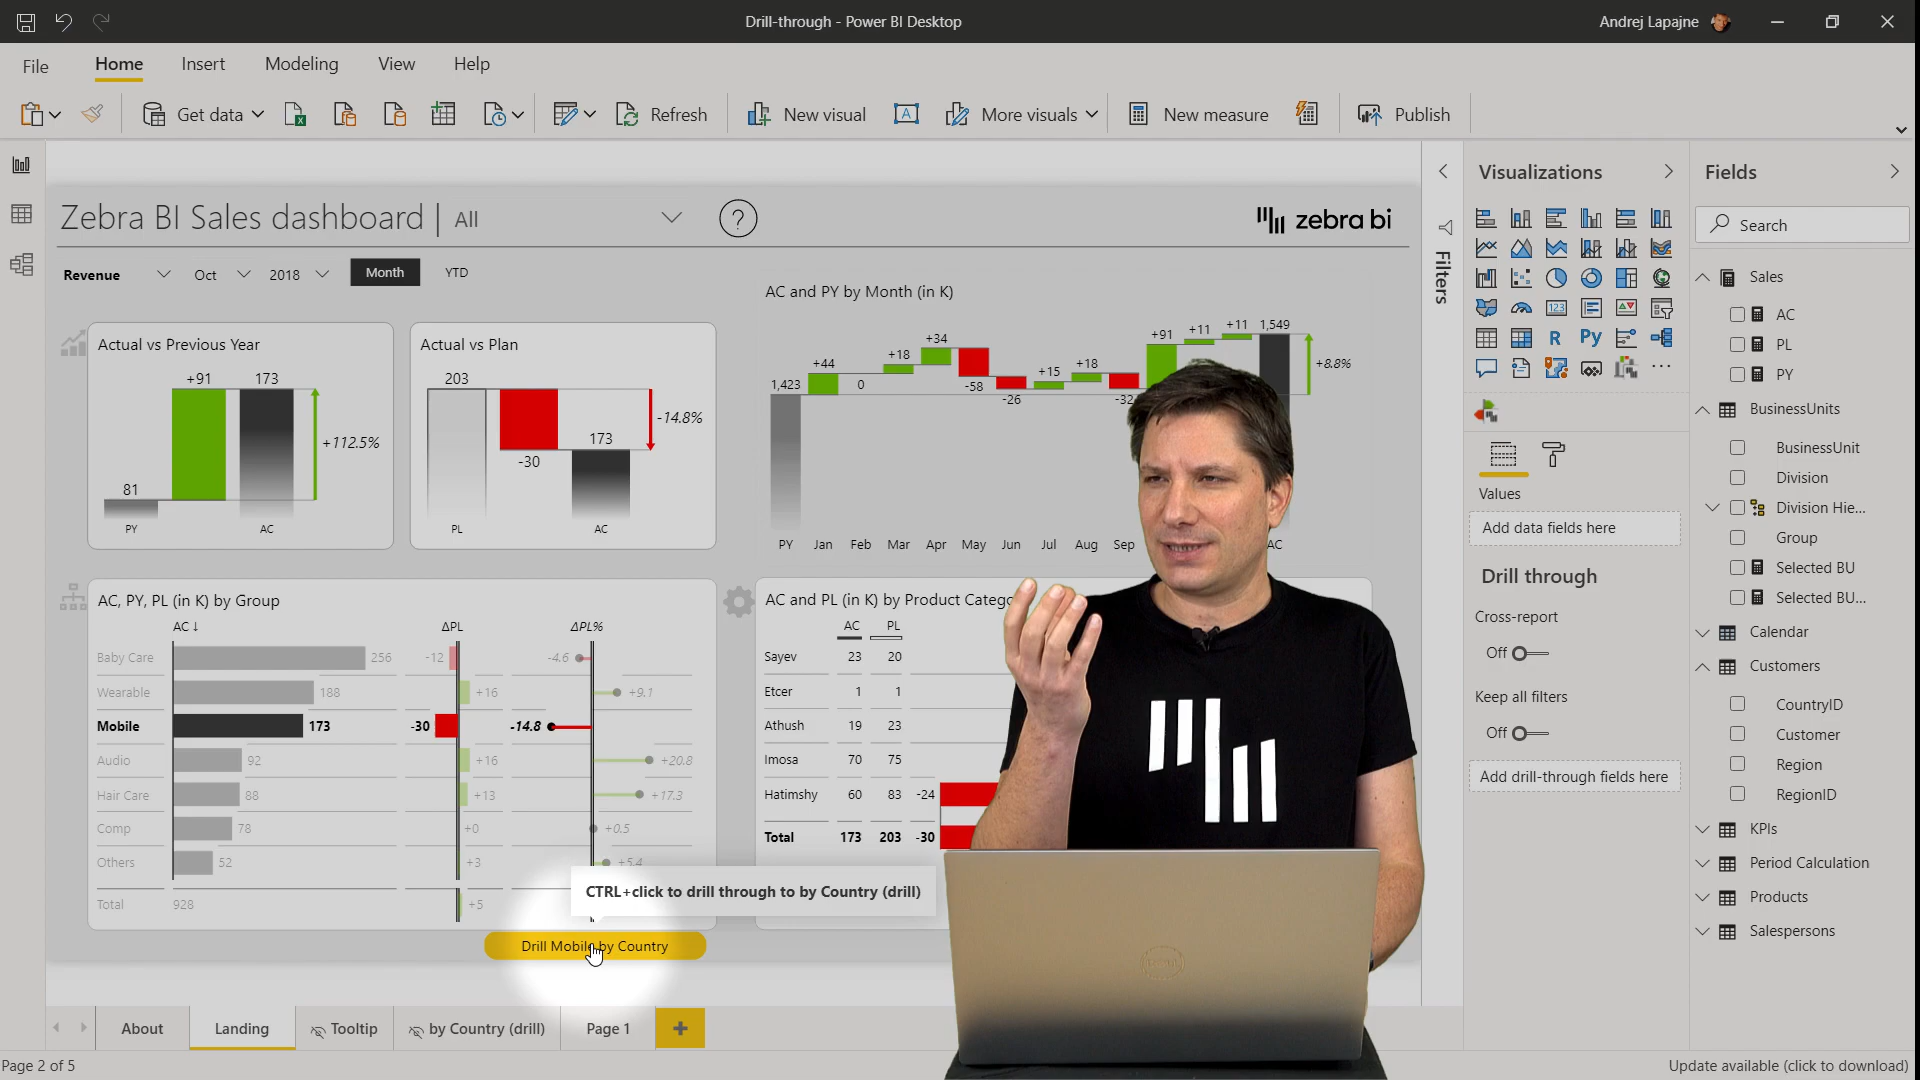 Drill-through - Power BI Desktop
Andrej Lapajne
File
Home
Insert
Modeling
View
Help
Get data
Refresh
New visual
More visuals
New measure
Publish
Zebra BI Sales dashboard | All
?
zebra bi
Revenue
Oct
2018
Month
YTD
Actual vs Previous Year
+91
173
+112.5%
81
PY
AC
Actual vs Plan
203
-14.8%
173
-30
PL
AC
AC and PY by Month (in K)
+34
+91
+11
+11
1,549
+18
+44
+15
+18
+8.8%
1,423
0
-58
-26
-32
PY
Jan
Feb
Mar
Apr
May
Jun
Jul
Aug
Sep
AC
AC, PY, PL (in K) by Group
AC ↓
ΔPL
ΔPL%
Baby Care 256 -12 -4.6
Wearable 188 +16 +9.1
Mobile 173 -30 -14.8
Audio 92 +16 +20.8
Hair Care 88 +13 +17.3
Comp 78 +0 +0.5
Others 52 +3 +5.4
Total 928 +5
CTRL+click to drill through to by Country (drill)
Drill Mobile by Country
AC and PL (in K) by Product Catego
AC PL
Sayev 23 20
Etcer 1 1
Athush 19 23
Imosa 70 75
Hatimshy 60 83 -24
Total 173 203 -30
DELL
Filters
Visualizations
123
R
Py
...
Values
Add data fields here
Drill through
Cross-report
Off
Keep all filters
Off
Add drill-through fields here
Fields
Search
Sales
AC
PL
PY
BusinessUnits
BusinessUnit
Division
Division Hie...
Group
Selected BU
Selected BU...
Calendar
Customers
CountryID
Customer
Region
RegionID
KPIs
Period Calculation
Products
Salespersons
About
Landing
Tooltip
by Country (drill)
Page 1
+
Page 2 of 5
Update available (click to download)